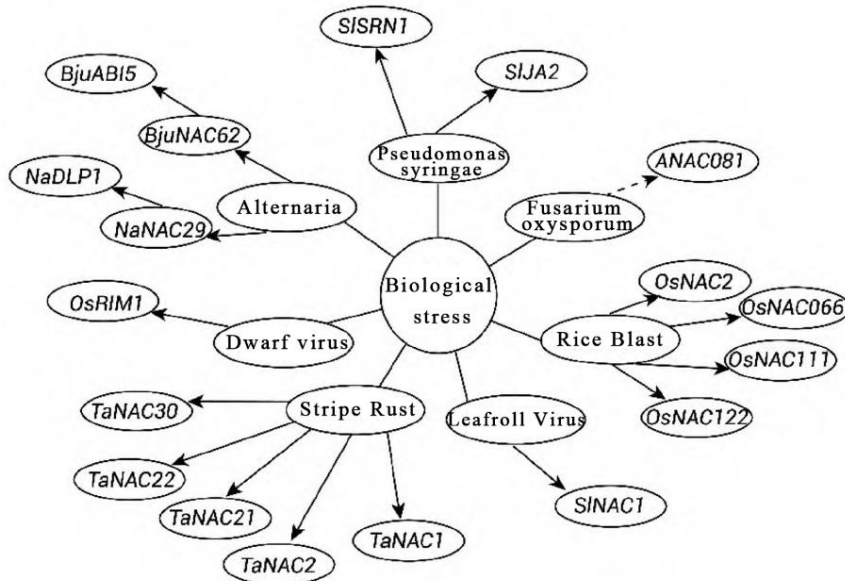 SlSRN1
SlJA2
BjuABI5
BjuNAC62
Pseudomonas
syringae
ANAC081
NaDLP1
Alternaria
Fusarium
oxysporum
NaNAC29
Biological
stress
OsNAC2
OsRIM1
OsNAC066
Dwarf virus
Rice Blast
OsNAC111
TaNAC30
Stripe Rust
Leafroll Virus
OsNAC122
TaNAC22
SlNAC1
TaNAC21
TaNAC1
TaNAC2